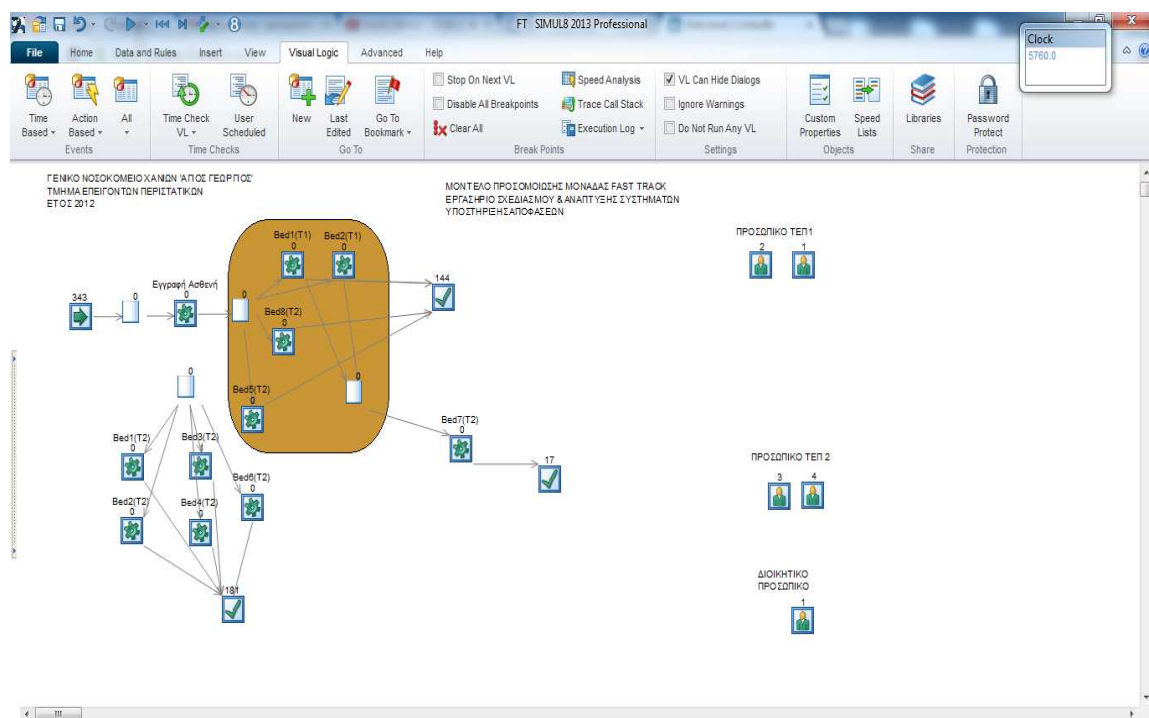 FT SIMUL8 2013 Professional
Clock
5760.0
File Home Data and Rules Insert View Visual Logic Advanced Help
Time Based
Action Based
All
Events
Time Check VL
User Scheduled
Time Checks
New
Last Edited
Go To Bookmark
Go To
Stop On Next VL
Disable All Breakpoints
Clear All
Speed Analysis
Trace Call Stack
Execution Log
Break Points
VL Can Hide Dialogs
Ignore Warnings
Do Not Run Any VL
Settings
Custom Properties
Speed Lists
Objects
Libraries
Share
Password Protect
Protection
ΓΕΝΙΚΟ ΝΟΣΟΚΟΜΕΙΟ ΧΑΝΙΩΝ 'ΑΓΙΟΣ ΓΕΩΡΓΙΟΣ'
ΤΜΗΜΑ ΕΠΕΙΓΟΝΤΩΝ ΠΕΡΙΣΤΑΤΙΚΩΝ
ΕΤΟΣ 2012
ΜΟΝΤΕΛΟ ΠΡΟΣΟΜΟΙΩΣΗΣ ΜΟΝΑΔΑΣ FAST TRACK
ΕΡΓΑΣΗΡΙΟ ΣΧΕΔΙΑΣΜΟΥ & ΑΝΑΠΤΥΞΗΣ ΣΥΣΤΗΜΑΤΩΝ
ΥΠΟΣΤΗΡΙΞΗΣΑΠΟΦΑΣΕΩΝ
ΠΡΟΣΩΠΙΚΟ ΤΕΠ1
2 1
Bed1(T1)
0
Bed2(T1)
0
144
343
0
Εγγραφή Ασθενή
0
0
Bed8(T2)
0
0
0
Bed5(T2)
0
Bed7(T2)
0
17
Bed1(T2)
0
Bed3(T2)
Bed6(T2)
0
Bed2(T2)
0
Bed4(T2)
181
ΠΡΟΣΩΠΙΚΟ ΤΕΠ 2
3 4
ΔΙΟΙΚΗΤΙΚΟ
ΠΡΟΣΩΠΙΚΟ
1